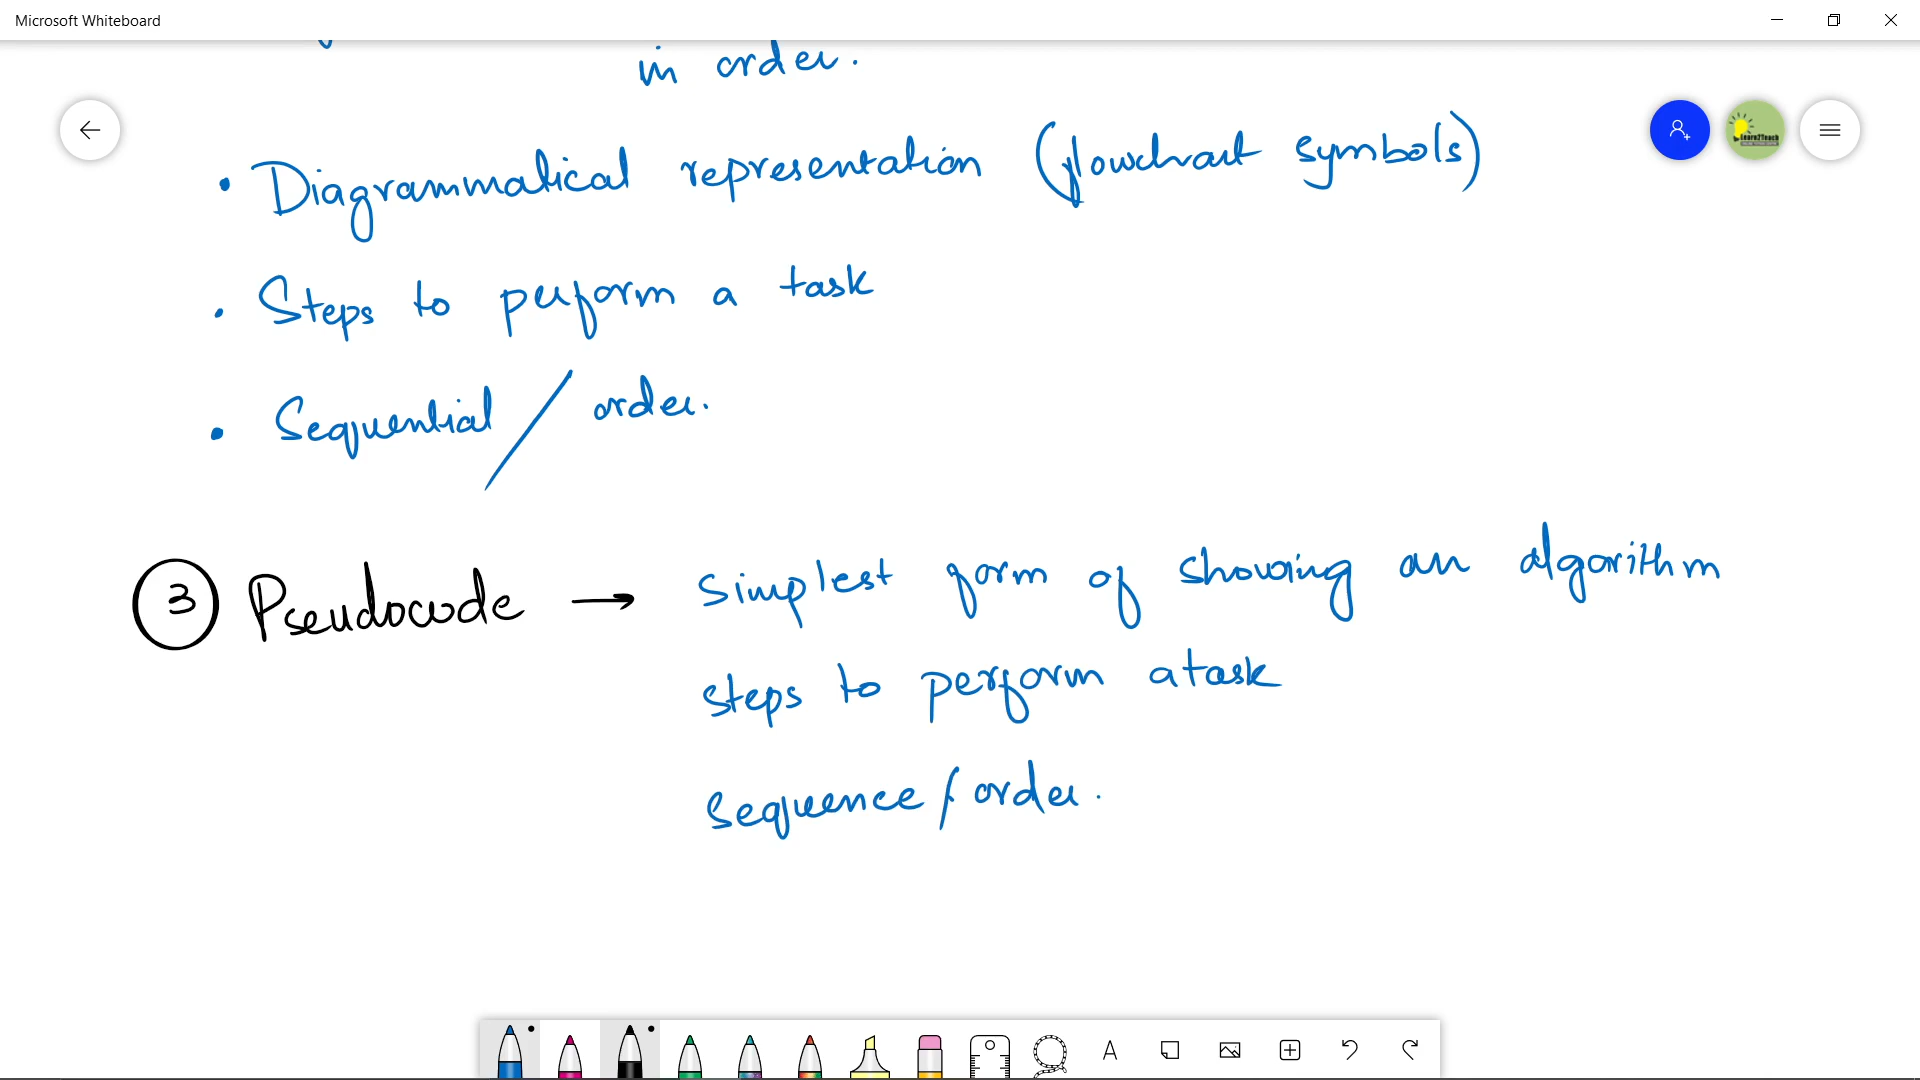 Microsoft Whiteboard
in order.
• Diagrammatical representation (flowchart symbols)
• Steps to perform a task
• Sequential / order.
3 Pseudocode → Simplest form of showing an algorithm
steps to perform a task
sequence / order.
Learn2Teach
A